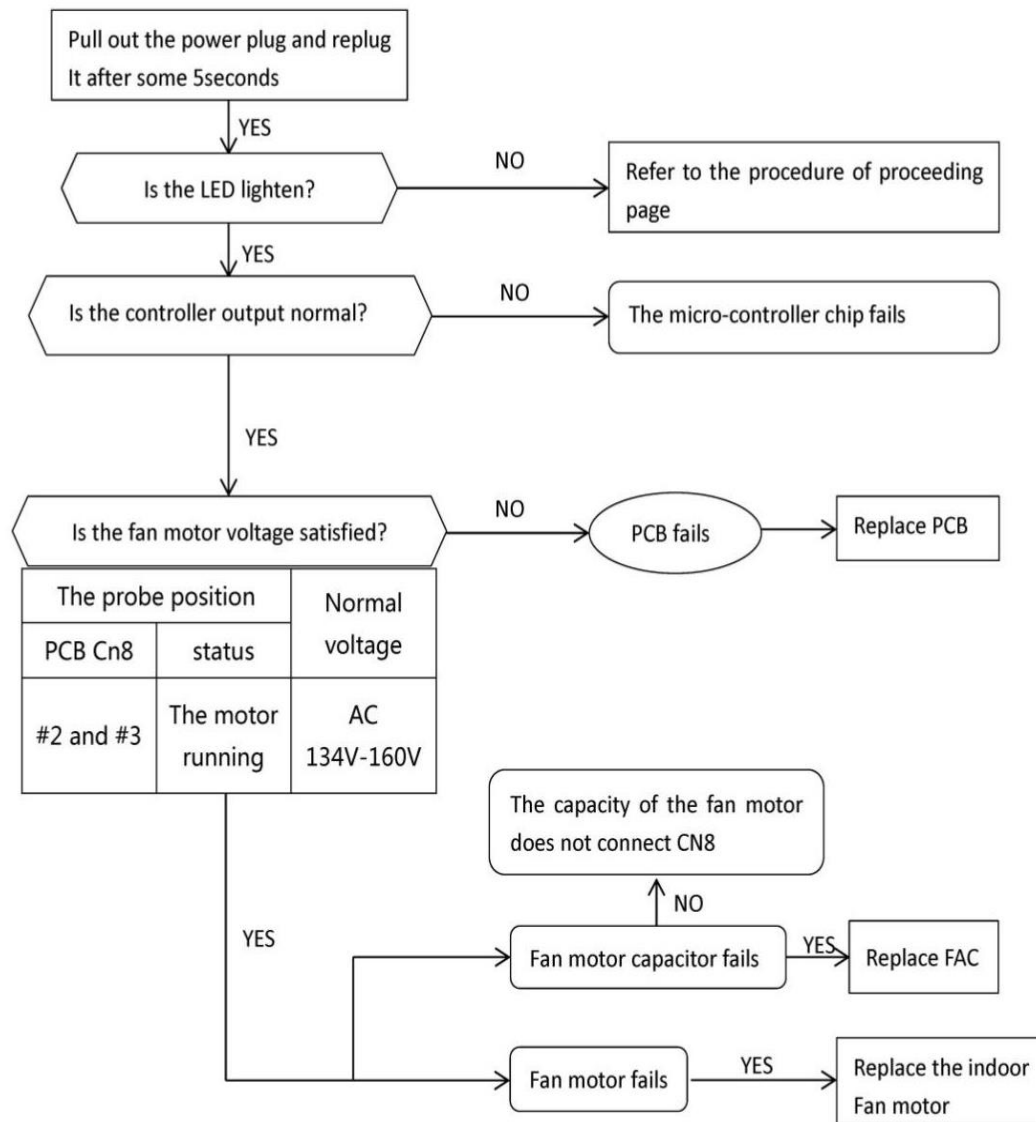 Pull out the power plug and replug
It after some 5seconds
YES
NO
Is the LED lighten?
Refer to the procedure of proceeding
page
YES
NO
Is the controller output normal?
The micro-controller chip fails
YES
NO
Is the fan motor voltage satisfied?
PCB fails
Replace PCB
The probe position
Normal
voltage
PCB Cn8
status
#2 and #3
The motor
running
AC
134V-160V
The capacity of the fan motor
does not connect CN8
NO
YES
Fan motor capacitor fails
YES
Replace FAC
Fan motor fails
YES
Replace the indoor
Fan motor